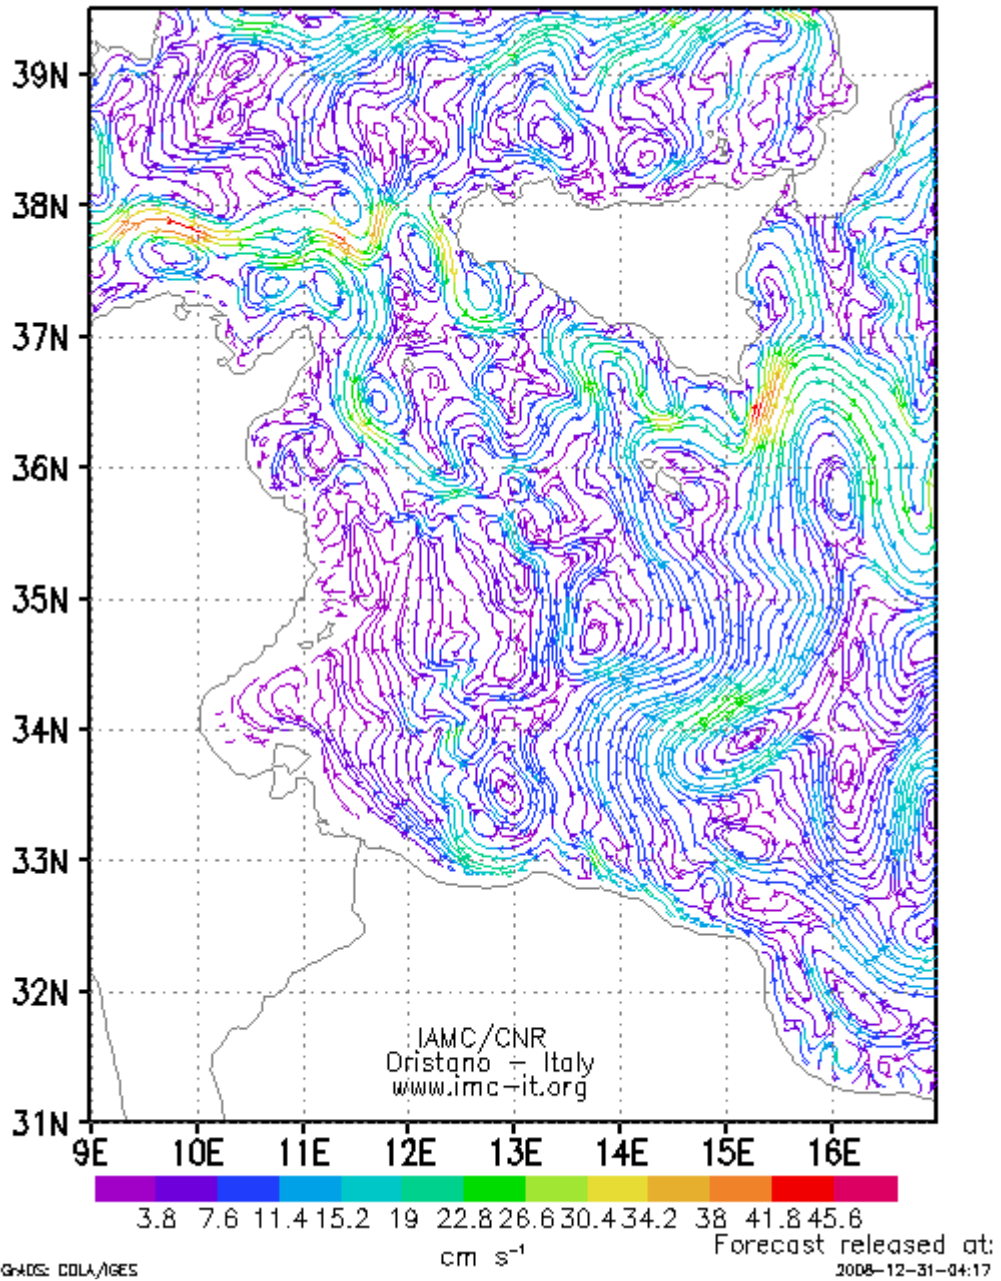 39N
38N
37N
36N
35N
34N
33N
32N
31N
IAMC/CNR
Oristano – Italy
www.imc-it.org
9E 10E 11E 12E 13E 14E 15E 16E
3.8 7.6 11.4 15.2 19 22.8 26.6 30.4 34.2 38 41.8 45.6
cm s⁻¹
Forecast released at:
GrADS: COLA/IGES
2008-12-31-04:17